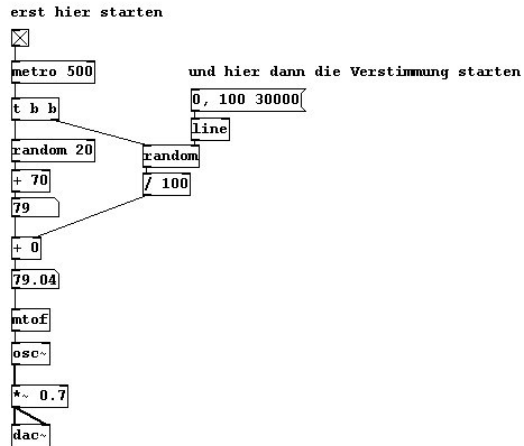 erst hier starten
metro 500
und hier dann die Verstimmung starten
0, 100 30000
t b b
line
random 20
random
+ 70
/ 100
79
+ 0
79.04
mtof
osc~
*~ 0.7
dac~